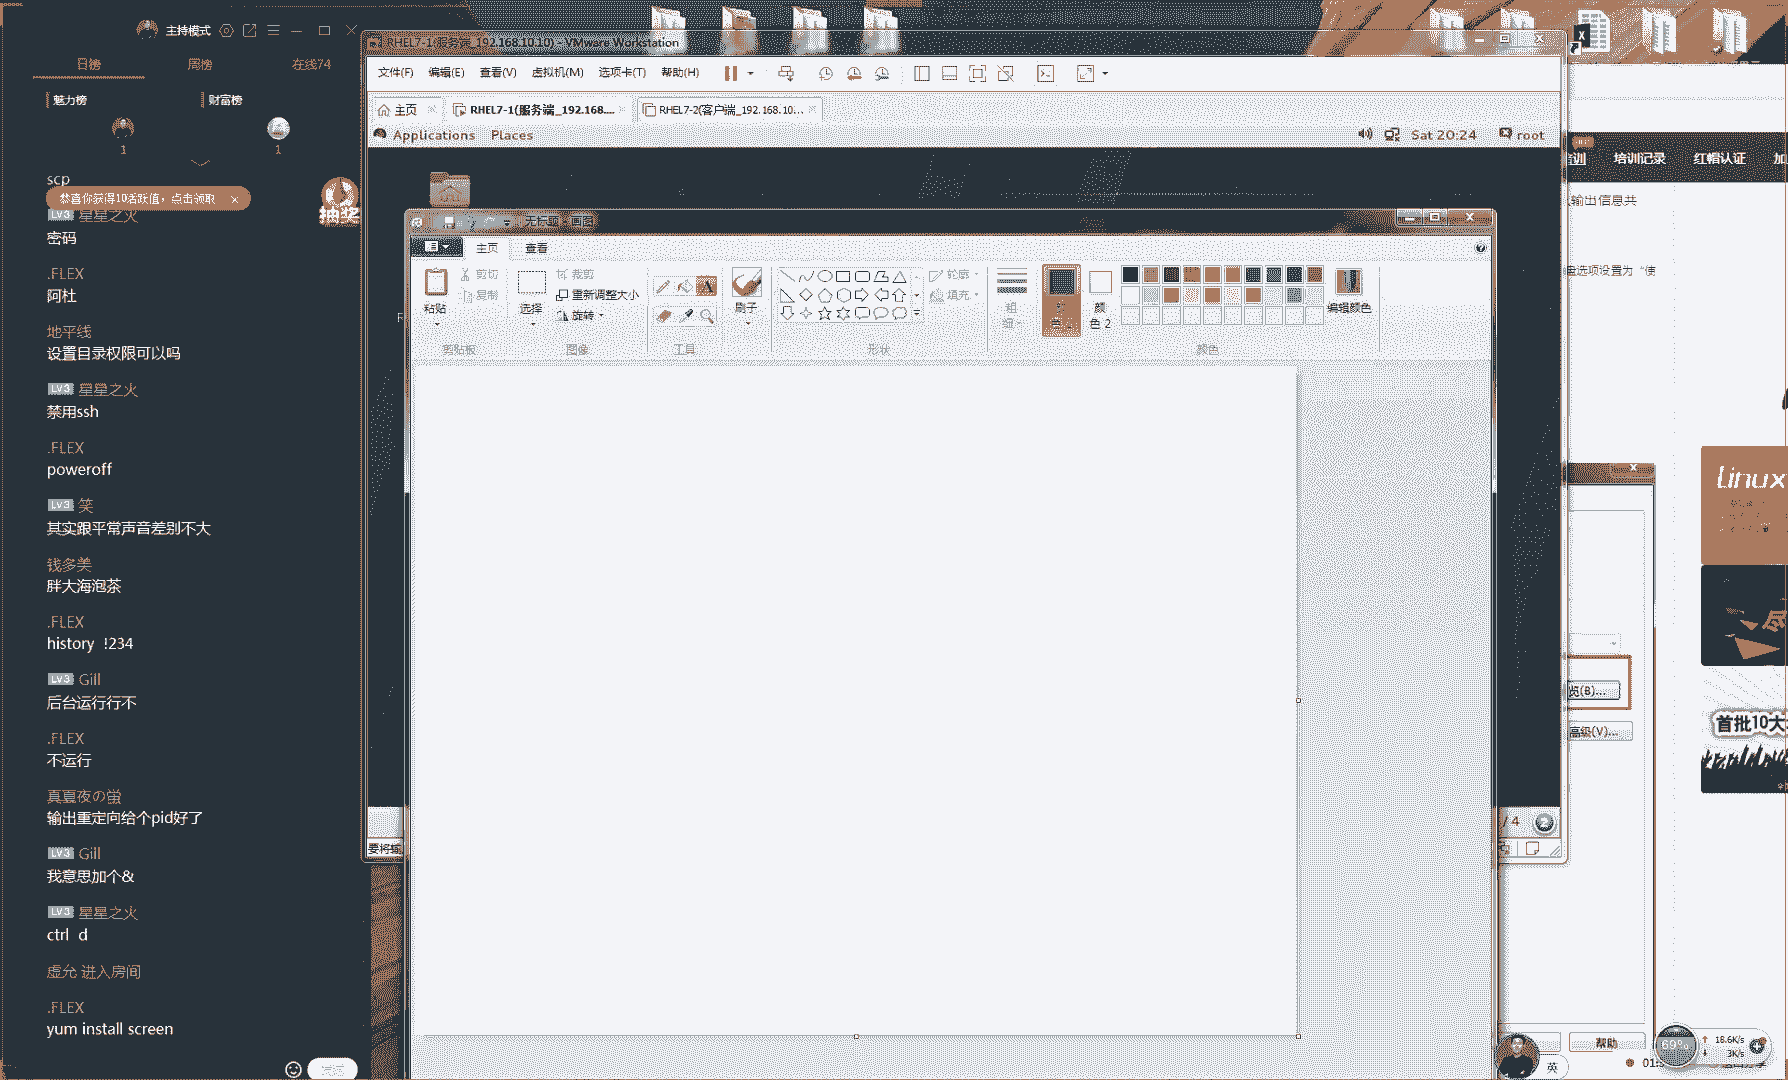 主持模式
日榜 周榜 在线74
魅力榜 财富榜
1 1
scp
恭喜你获得10活跃值，点击领取
抽奖
LV3 星星之火
密码
.FLEX
阿杜
地平线
设置目录权限可以吗
LV3 星星之火
禁用ssh
.FLEX
poweroff
LV3 笑
其实跟平常声音差别不大
钱多美
胖大海泡茶
.FLEX
history !234
LV3 Gill
后台运行行不
.FLEX
不运行
真夏夜の蛍
输出重定向给个pid好了
LV3 Gill
我意思加个&
LV3 星星之火
ctrl d
虚允 进入房间
.FLEX
yum install screen
RHEL7-1(服务端_192.168.10.10) - VMware Workstation
文件(F) 编辑(E) 查看(V) 虚拟机(M) 选项卡(T) 帮助(H)
主页 RHEL7-1(服务端_192.168.... RHEL7-2(客户端_192.168.10...
Applications Places Sat 20:24 root
无标题 - 画图
主页 查看
粘贴 剪切 复制
选择 裁剪 重新调整大小 旋转
刷子
轮廓 填充
粗细
颜色 2
编辑颜色
剪贴板 图像 工具 形状 颜色
/ 4
要将输
培训 培训记录 红帽认证 加
输出信息共
选项设置为“使
Linux
尽
览(B)...
高级(V)...
首批10大
帮助
69%
18.6K/s
3K/s
英
01: